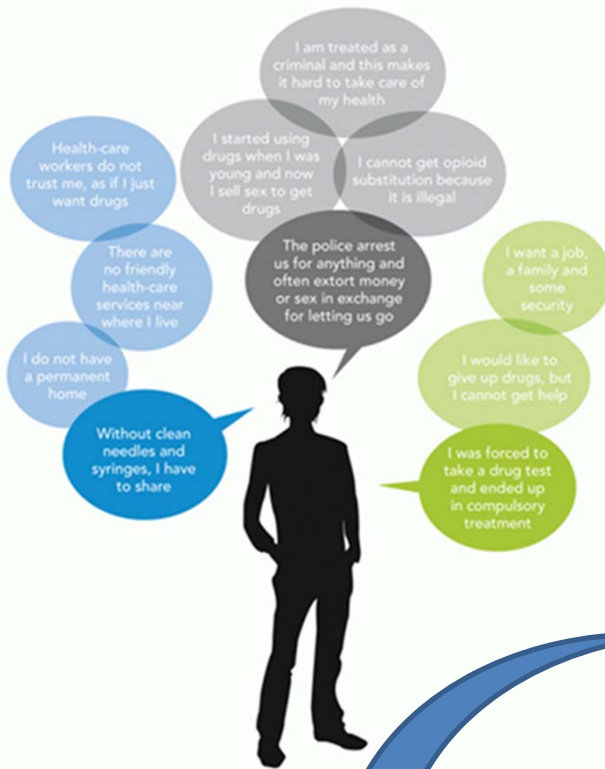 I am treated as a
criminal and this makes
it hard to take care of
my health
I started using
drugs when I was
young and now
I sell sex to get
drugs
I cannot get opioid
substitution because
it is illegal
The police arrest
us for anything and
often extort money
or sex in exchange
for letting us go
Health-care
workers do not
trust me, as if I just
want drugs
There are
no friendly
health-care
services near
where I live
I do not have
a permanent
home
Without clean
needles and
syringes, I have
to share
I want a job,
a family and
some
security
I would like to
give up drugs, but
I cannot get help
I was forced to
take a drug test
and ended up
in compulsory
treatment